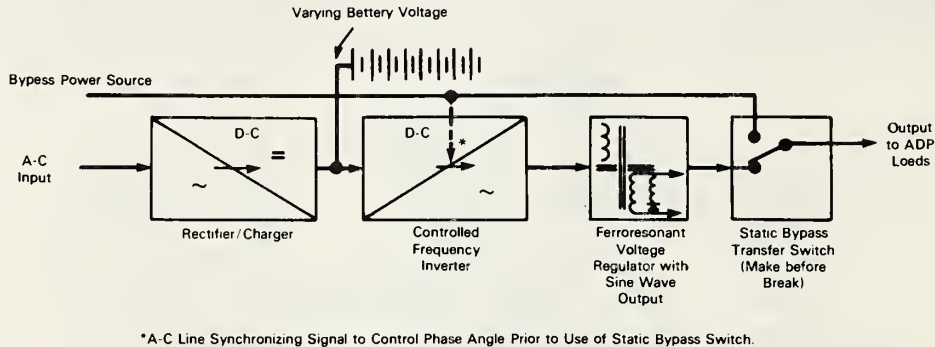 Varying Bettery Voltage
Bypess Power Source
D-C
=
~
D-C
*
~
A-C
Input
Output
to ADP
Loeds
Rectifier/Charger
Controlled
Frequency
Inverter
Ferroresonant
Voltege
Regulator with
Sine Wave
Output
Static Bypass
Transfer Switch
(Make before
Break)
*A-C Line Synchronizing Signal to Control Phase Angle Prior to Use of Static Bypass Switch.